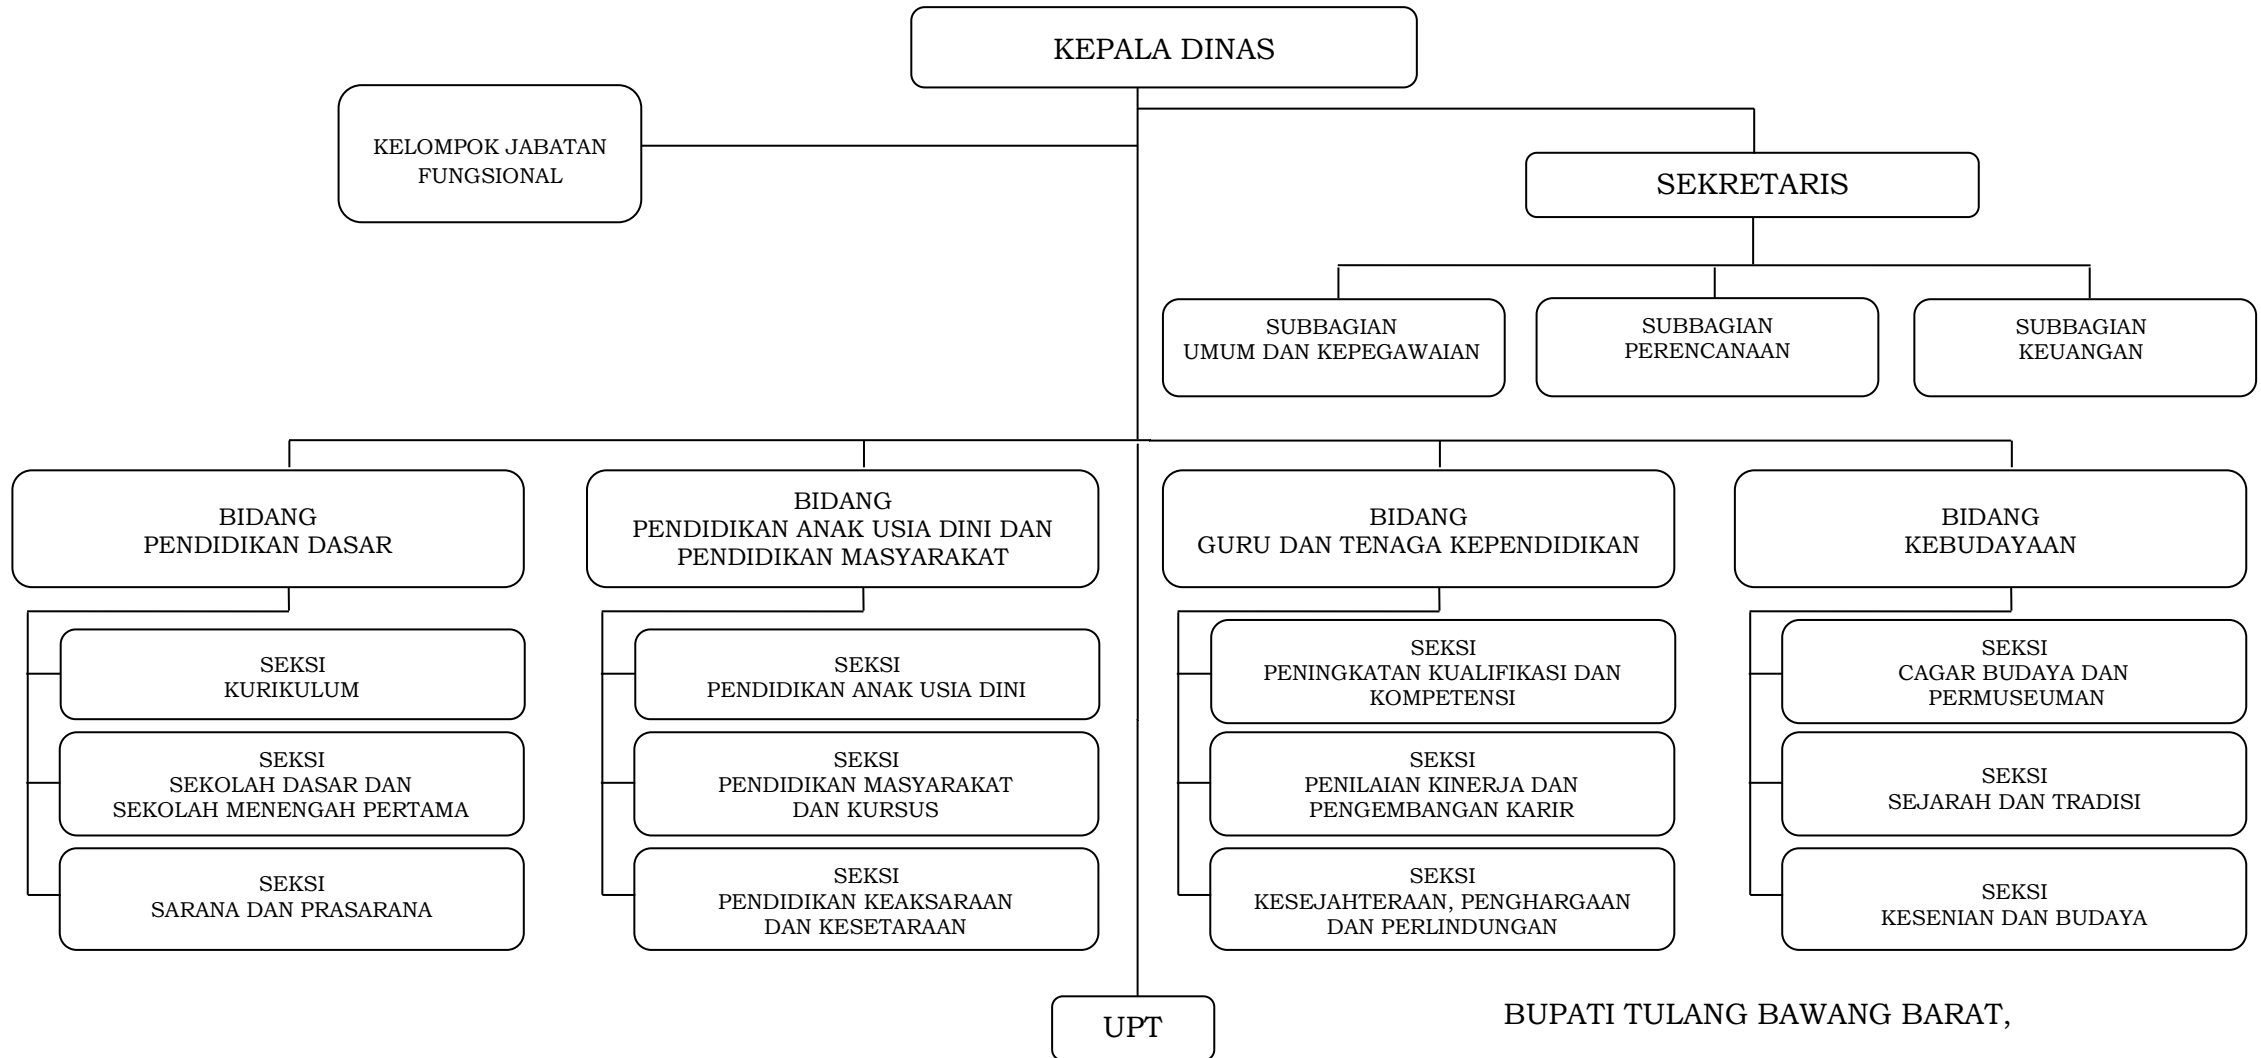 KEPALA DINAS
KELOMPOK JABATAN
FUNGSIONAL
SEKRETARIS
SUBBAGIAN
UMUM DAN KEPEGAWAIAN
SUBBAGIAN
PERENCANAAN
SUBBAGIAN
KEUANGAN
BIDANG
PENDIDIKAN DASAR
BIDANG
PENDIDIKAN ANAK USIA DINI DAN
PENDIDIKAN MASYARAKAT
BIDANG
GURU DAN TENAGA KEPENDIDIKAN
BIDANG
KEBUDAYAAN
SEKSI
KURIKULUM
SEKSI
SEKOLAH DASAR DAN
SEKOLAH MENENGAH PERTAMA
SEKSI
SARANA DAN PRASARANA
SEKSI
PENDIDIKAN ANAK USIA DINI
SEKSI
PENDIDIKAN MASYARAKAT
DAN KURSUS
SEKSI
PENDIDIKAN KEAKSARAAN
DAN KESETARAAN
SEKSI
PENINGKATAN KUALIFIKASI DAN
KOMPETENSI
SEKSI
PENILAIAN KINERJA DAN
PENGEMBANGAN KARIR
SEKSI
KESEJAHTERAAN, PENGHARGAAN
DAN PERLINDUNGAN
SEKSI
CAGAR BUDAYA DAN
PERMUSEUMAN
SEKSI
SEJARAH DAN TRADISI
SEKSI
KESENIAN DAN BUDAYA
UPT
BUPATI TULANG BAWANG BARAT,